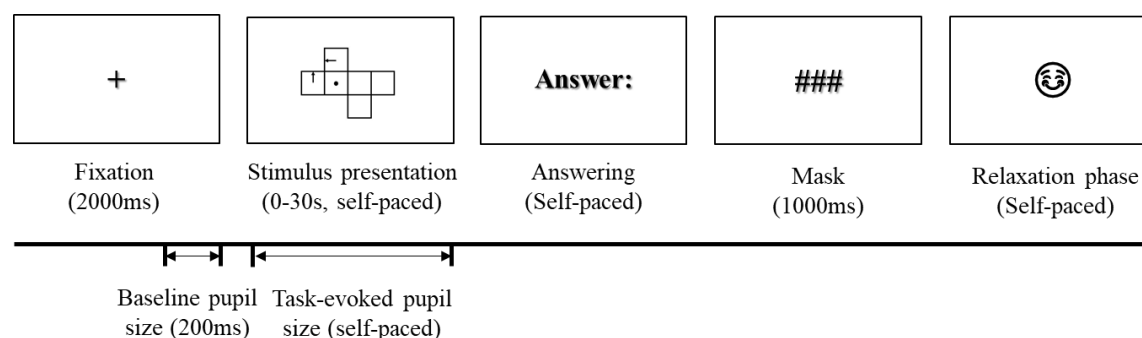 +
Answer:
###
Fixation
(2000ms)
Stimulus presentation
(0-30s, self-paced)
Answering
(Self-paced)
Mask
(1000ms)
Relaxation phase
(Self-paced)
Baseline pupil
size (200ms)
Task-evoked pupil
size (self-paced)